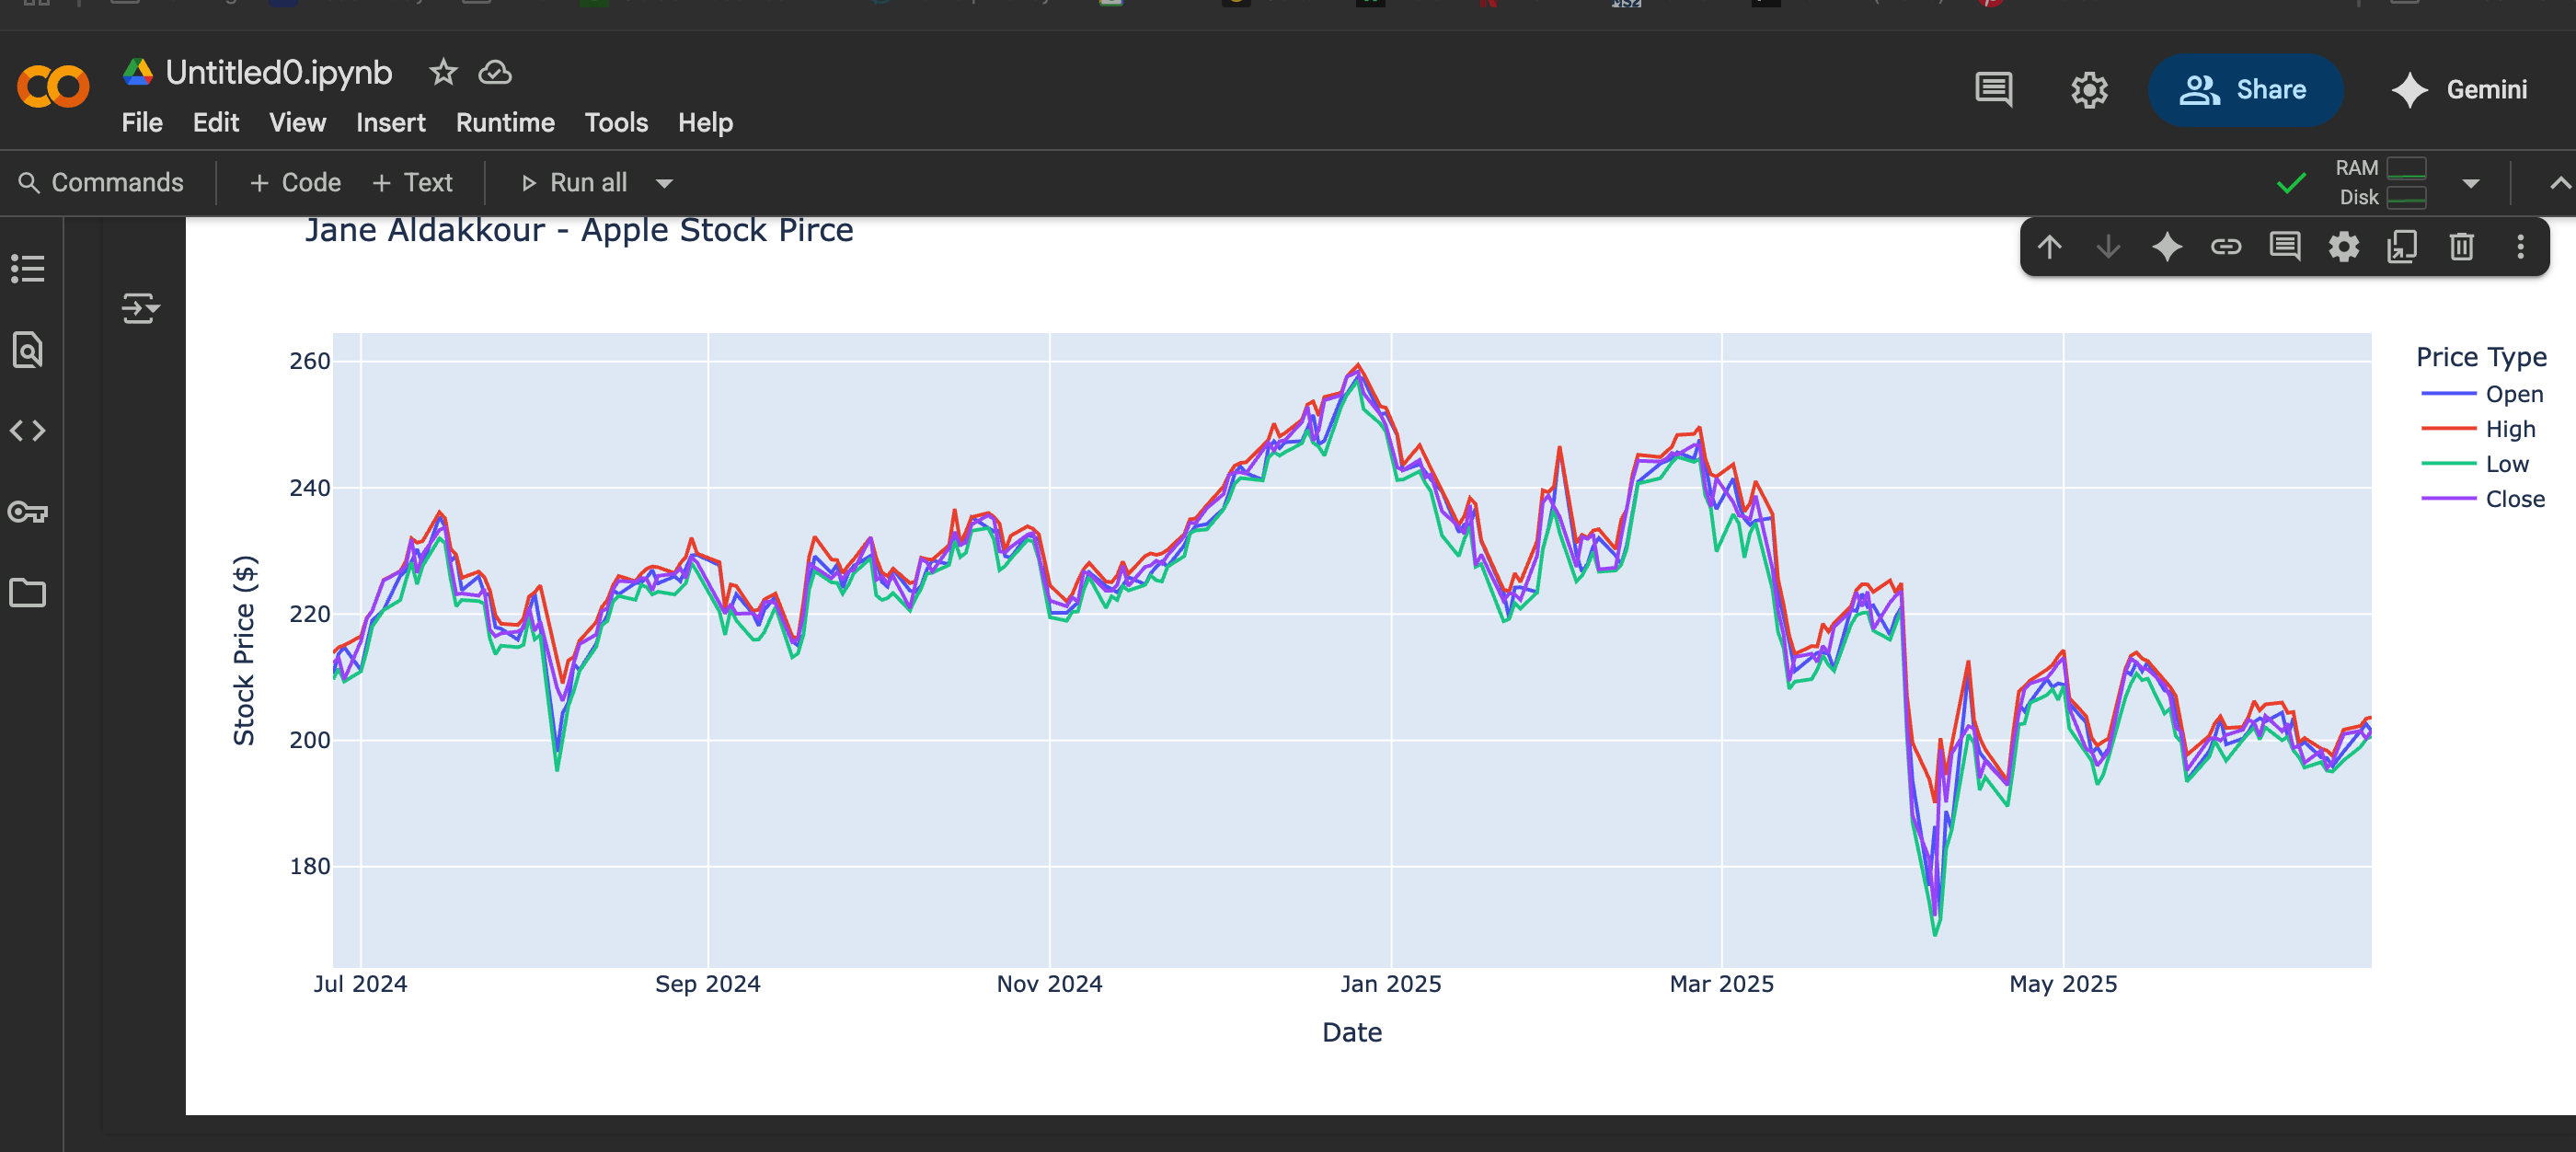 Untitled0.ipynb
File Edit View Insert Runtime Tools Help
Share
Gemini
Commands
+ Code + Text
Run all
RAM
Disk
Jane Aldakkour - Apple Stock Pirce
260
240
220
200
180
Stock Price ($)
Jul 2024 Sep 2024 Nov 2024 Jan 2025 Mar 2025 May 2025
Date
Price Type
Open
High
Low
Close